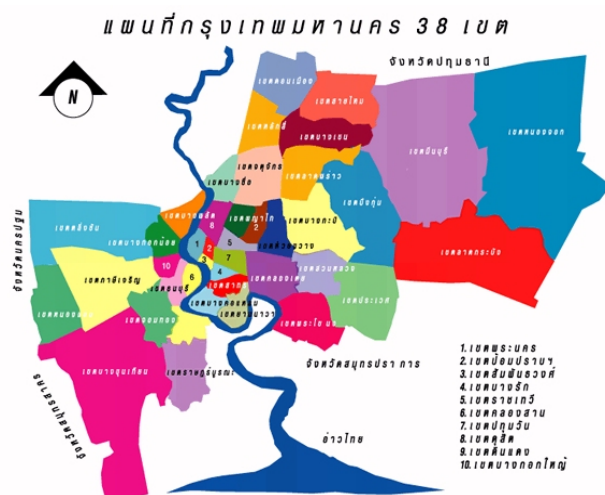 แผนที่กรุงเทพมหานคร 38 เขต
จังหวัดปทุมธานี
N
เขตดอนเมือง
เขตสายไหม
เขตหลักสี่
เขตบางเขน
เขตมีนบุรี
เขตหนองจอก
เขตจตุจักร
เขตลาดพร้าว
เขตบางซื่อ
เขตบึงกุ่ม
เขตบางพลัด
เขตพญาไท
เขตบางกะปิ
เขตห้วยขวาง
เขตลาดกระบัง
จังหวัดนครปฐม
เขตตลิ่งชัน
เขตบางกอกน้อย
8
2
1
2
3
5
7
4
6
10
เขตภาษีเจริญ
เขตธนบุรี
เขตคลองเตย
เขตสวนหลวง
เขตประเวศ
เขตสาทร
เขตบางคอแหลม
เขตยานนาวา
เขตหนองแขม
เขตจอมทอง
เขตพระโขนง
เขตบางขุนเทียน
เขตราษฎร์บูรณะ
จังหวัดสมุทรปราการ
จังหวัดสมุทรสาคร
อ่าวไทย
1. เขตพระนคร
2. เขตป้อมปราบฯ
3. เขตสัมพันธวงศ์
4. เขตบางรัก
5. เขตราชเทวี
6. เขตคลองสาน
7. เขตปทุมวัน
8. เขตดุสิต
9. เขตดินแดง
10. เขตบางกอกใหญ่